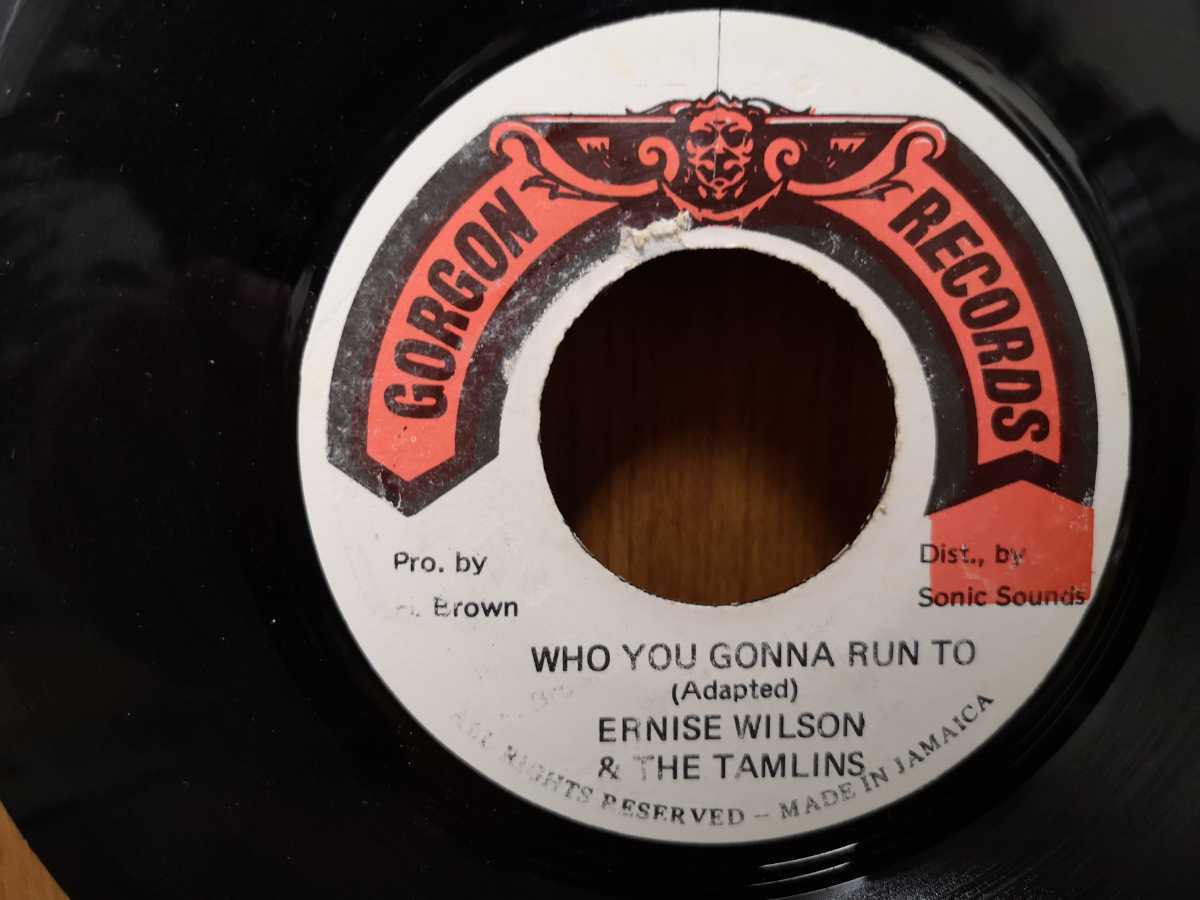 GORGON RECORDS
Pro. by
Brown
Dist., by
Sonic Sounds
WHO YOU GONNA RUN TO
(Adapted)
ERNISE WILSON
& THE TAMLINS
ALL RIGHTS RESERVED — MADE IN JAMAICA